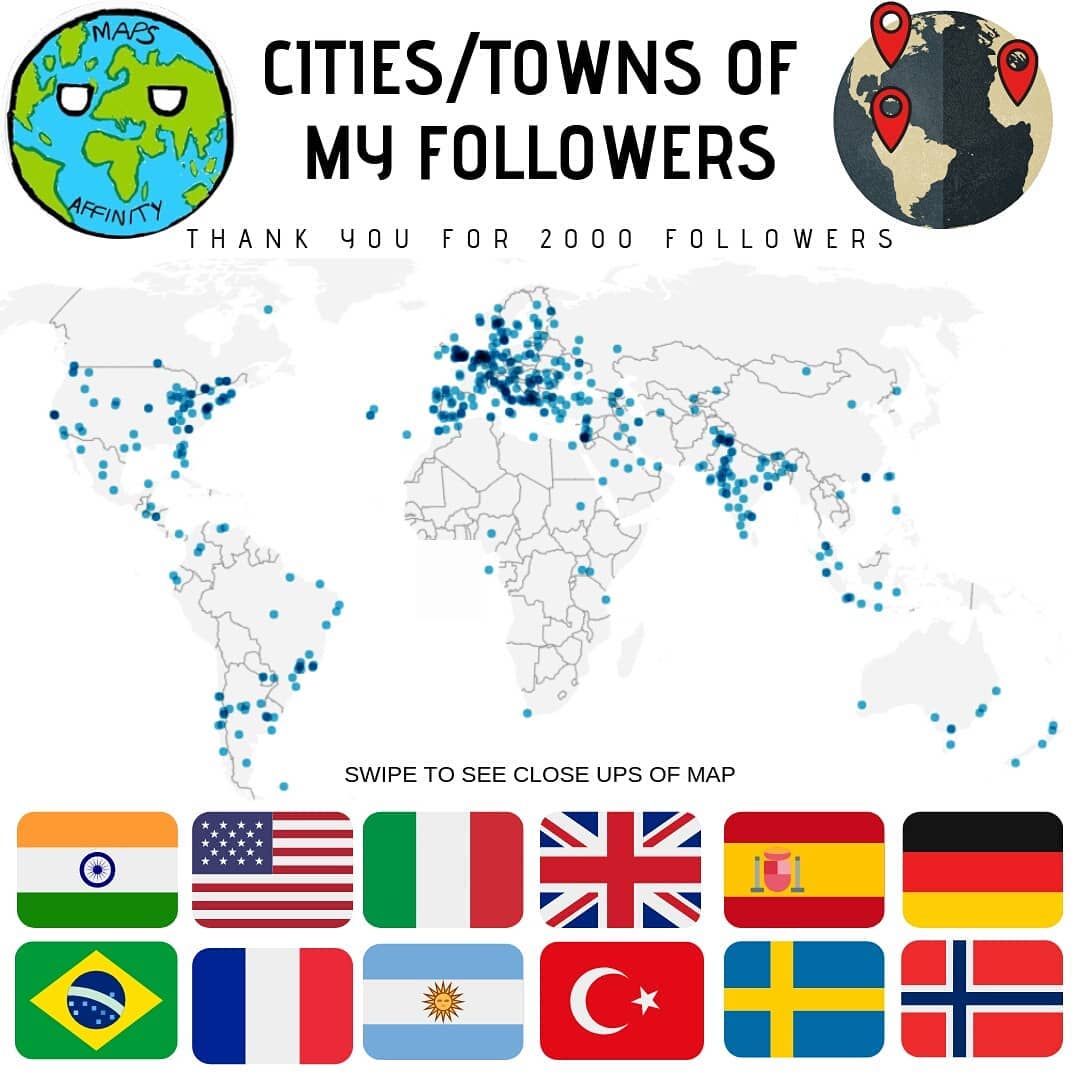 MAPS
AFFINITY
CITIES/TOWNS OF
MY FOLLOWERS
THANK YOU FOR 2000 FOLLOWERS
SWIPE TO SEE CLOSE UPS OF MAP